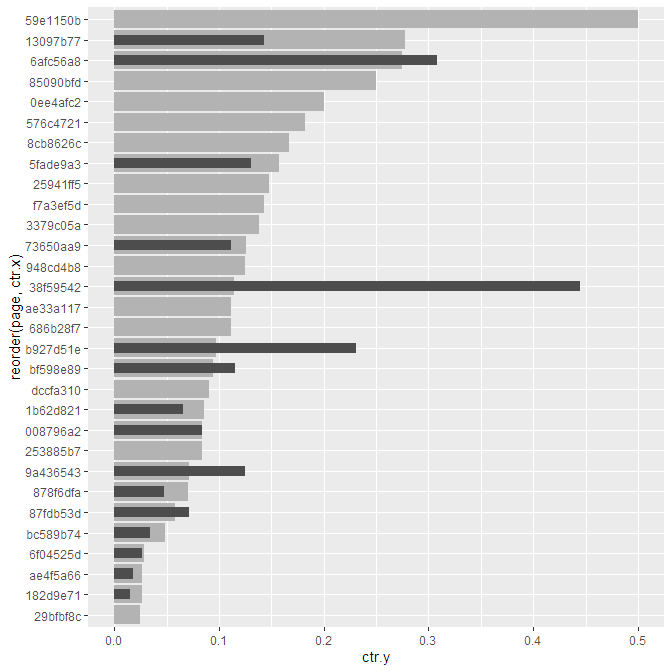 59e1150b
13097b77
6afc56a8
85090bfd
0ee4afc2
576c4721
8cb8626c
5fade9a3
25941ff5
f7a3ef5d
3379c05a
73650aa9
948cd4b8
38f59542
ae33a117
686b28f7
b927d51e
bf598e89
dccfa310
1b62d821
008796a2
253885b7
9a436543
878f6dfa
87fdb53d
bc589b74
6f04525d
ae4f5a66
182d9e71
29bfbf8c
reorder(page, ctr.x)
0.0 0.1 0.2 0.3 0.4 0.5
ctr.y